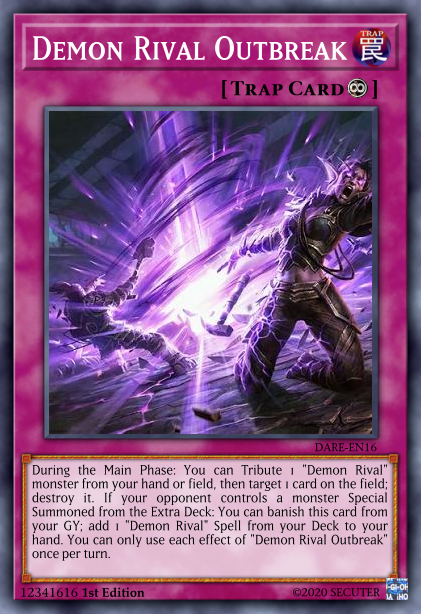 DEMON RIVAL OUTBREAK
TRAP
罠
[TRAP CARD ]
DARE-EN16
During the Main Phase: You can Tribute 1 "Demon Rival"
monster from your hand or field, then target 1 card on the field;
destroy it. If your opponent controls a monster Special
Summoned from the Extra Deck: You can banish this card from
your GY; add 1 "Demon Rival" Spell from your Deck to your
hand. You can only use each effect of "Demon Rival Outbreak"
once per turn.
12341616 1st Edition
©2020 SECUTER